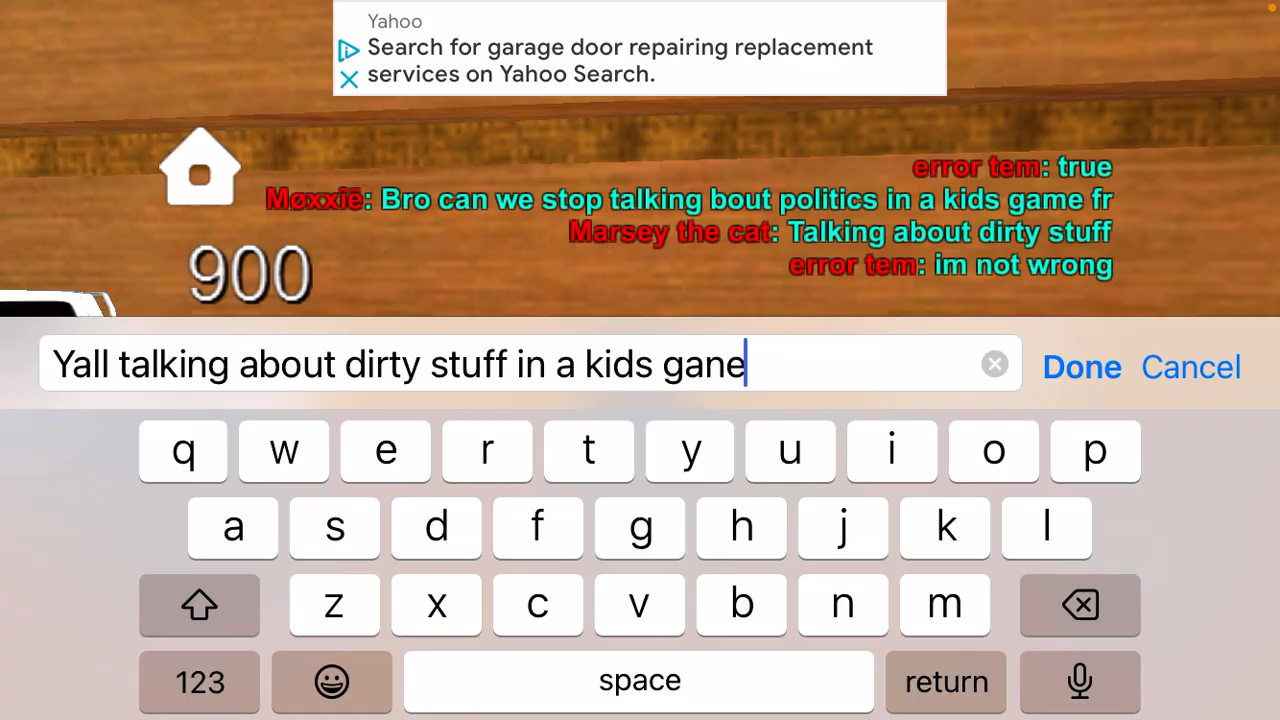 Yahoo
Search for garage door repairing replacement
services on Yahoo Search.
error tem: true
Møxxïē: Bro can we stop talking bout politics in a kids game fr
Marsey the cat: Talking about dirty stuff
error tem: im not wrong
900
Yall talking about dirty stuff in a kids gane
Done Cancel
q w e r t y u i o p
a s d f g h j k l
z x c v b n m
123 space return